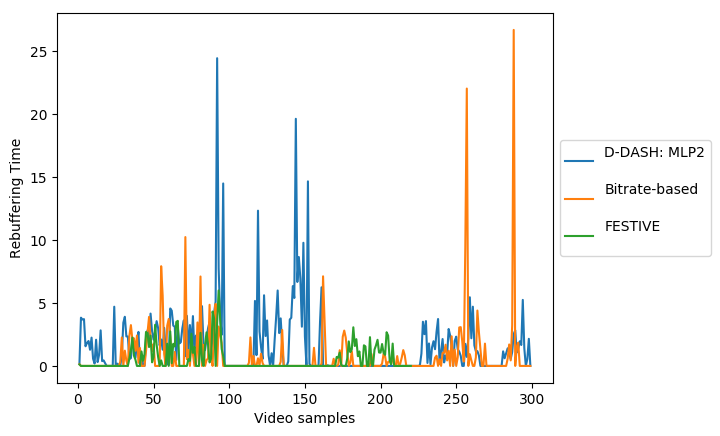 25
20
15
10
5
0
Rebuffering Time
0 50 100 150 200 250 300
Video samples
D-DASH: MLP2
Bitrate-based
FESTIVE